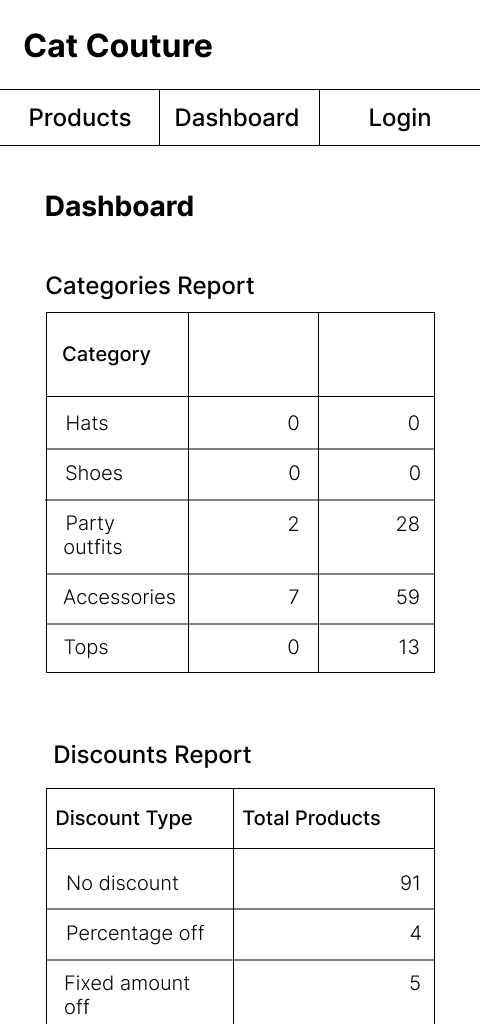 Cat Couture
Products Dashboard Login
Dashboard
Categories Report
Category
Hats 0 0
Shoes 0 0
Party 2 28
outfits
Accessories 7 59
Tops 0 13
Discounts Report
Discount Type Total Products
No discount 91
Percentage off 4
Fixed amount 5
off